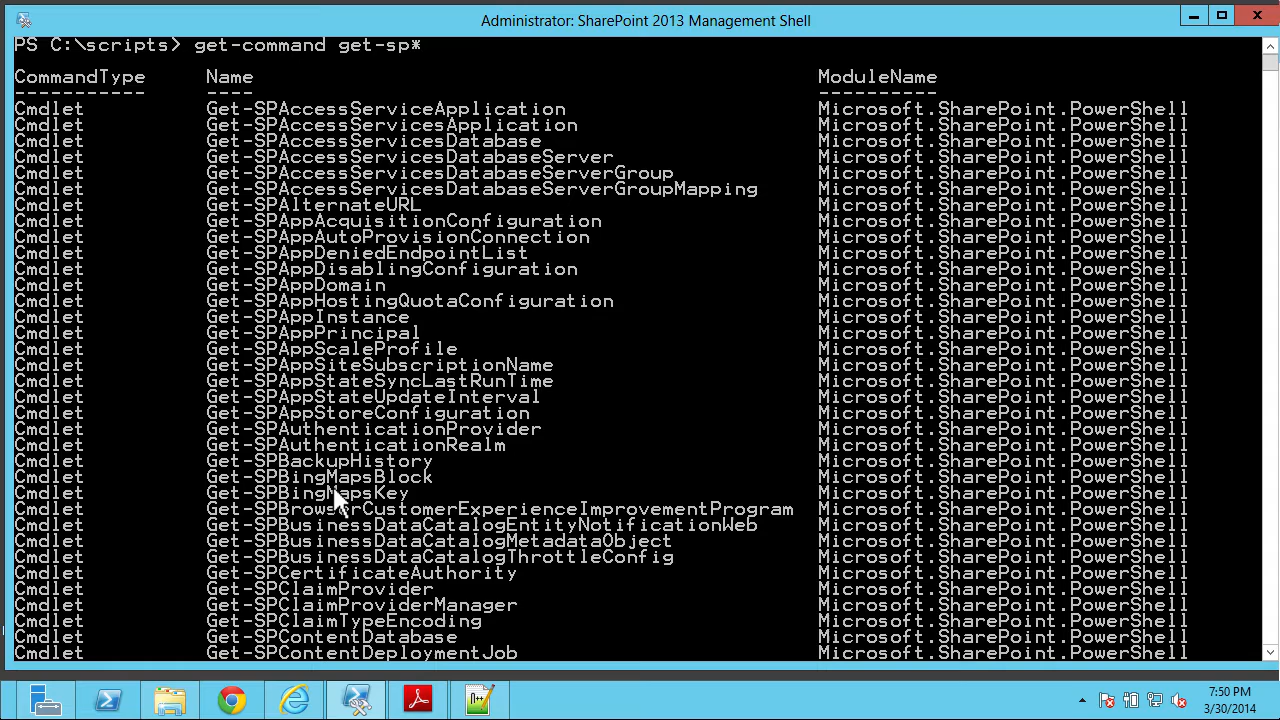 Administrator: SharePoint 2013 Management Shell
PS C:\scripts> get-command get-sp*
CommandType Name ModuleName
----------- ---- ----------
Cmdlet Get-SPAccessServiceApplication Microsoft.SharePoint.PowerShell
Cmdlet Get-SPAccessServicesApplication Microsoft.SharePoint.PowerShell
Cmdlet Get-SPAccessServicesDatabase Microsoft.SharePoint.PowerShell
Cmdlet Get-SPAccessServicesDatabaseServer Microsoft.SharePoint.PowerShell
Cmdlet Get-SPAccessServicesDatabaseServerGroup Microsoft.SharePoint.PowerShell
Cmdlet Get-SPAccessServicesDatabaseServerGroupMapping Microsoft.SharePoint.PowerShell
Cmdlet Get-SPAlternateURL Microsoft.SharePoint.PowerShell
Cmdlet Get-SPAppAcquisitionConfiguration Microsoft.SharePoint.PowerShell
Cmdlet Get-SPAppAutoProvisionConnection Microsoft.SharePoint.PowerShell
Cmdlet Get-SPAppDeniedEndpointList Microsoft.SharePoint.PowerShell
Cmdlet Get-SPAppDisablingConfiguration Microsoft.SharePoint.PowerShell
Cmdlet Get-SPAppDomain Microsoft.SharePoint.PowerShell
Cmdlet Get-SPAppHostingQuotaConfiguration Microsoft.SharePoint.PowerShell
Cmdlet Get-SPAppInstance Microsoft.SharePoint.PowerShell
Cmdlet Get-SPAppPrincipal Microsoft.SharePoint.PowerShell
Cmdlet Get-SPAppScaleProfile Microsoft.SharePoint.PowerShell
Cmdlet Get-SPAppSiteSubscriptionName Microsoft.SharePoint.PowerShell
Cmdlet Get-SPAppStateSyncLastRunTime Microsoft.SharePoint.PowerShell
Cmdlet Get-SPAppStateUpdateInterval Microsoft.SharePoint.PowerShell
Cmdlet Get-SPAppStoreConfiguration Microsoft.SharePoint.PowerShell
Cmdlet Get-SPAuthenticationProvider Microsoft.SharePoint.PowerShell
Cmdlet Get-SPAuthenticationRealm Microsoft.SharePoint.PowerShell
Cmdlet Get-SPBackupHistory Microsoft.SharePoint.PowerShell
Cmdlet Get-SPBingMapsBlock Microsoft.SharePoint.PowerShell
Cmdlet Get-SPBingMapsKey Microsoft.SharePoint.PowerShell
Cmdlet Get-SPBrowserCustomerExperienceImprovementProgram Microsoft.SharePoint.PowerShell
Cmdlet Get-SPBusinessDataCatalogEntityNotificationWeb Microsoft.SharePoint.PowerShell
Cmdlet Get-SPBusinessDataCatalogMetadataObject Microsoft.SharePoint.PowerShell
Cmdlet Get-SPBusinessDataCatalogThrottleConfig Microsoft.SharePoint.PowerShell
Cmdlet Get-SPCertificateAuthority Microsoft.SharePoint.PowerShell
Cmdlet Get-SPClaimProvider Microsoft.SharePoint.PowerShell
Cmdlet Get-SPClaimProviderManager Microsoft.SharePoint.PowerShell
Cmdlet Get-SPClaimTypeEncoding Microsoft.SharePoint.PowerShell
Cmdlet Get-SPContentDatabase Microsoft.SharePoint.PowerShell
Cmdlet Get-SPContentDeploymentJob Microsoft.SharePoint.PowerShell
7:50 PM
3/30/2014